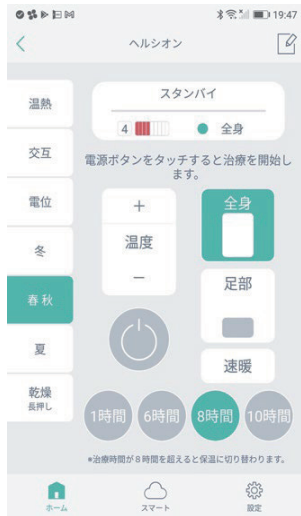 19:47
ヘルシオン
温熱
交互
電位
冬
春秋
夏
乾燥
長押し
スタンバイ
4
全身
電源ボタンをタッチすると治療を開始し
ます。
+
温度
−
全身
足部
速暖
1時間
6時間
8時間
10時間
*治療時間が8時間を超えると保温に切り替わります。
ホーム
スマート
設定